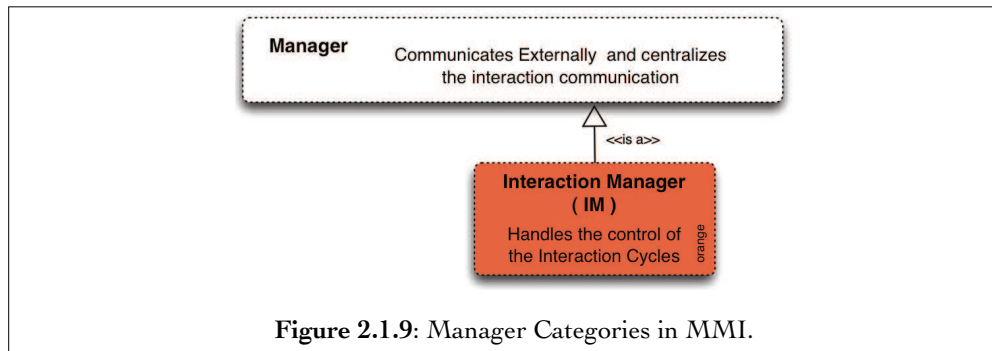 Manager
Communicates Externally and centralizes
the interaction communication
<<is a>>
Interaction Manager
( IM )
Handles the control of
the Interaction Cycles
orange
Figure 2.1.9: Manager Categories in MMI.